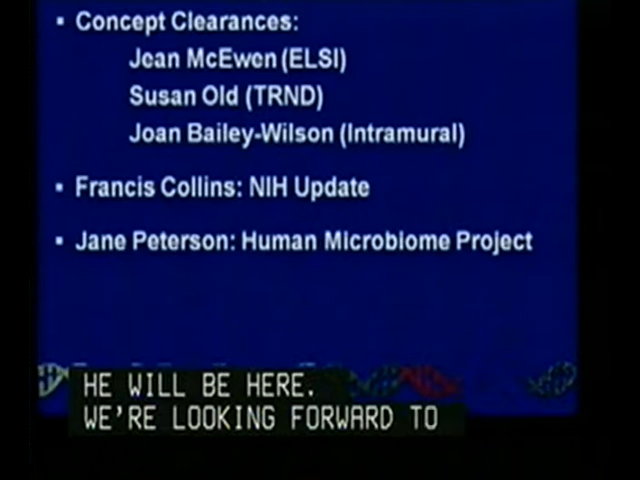 ▪ Concept Clearances:
Jean McEwen (ELSI)
Susan Old (TRND)
Joan Bailey-Wilson (Intramural)
▪ Francis Collins: NIH Update
▪ Jane Peterson: Human Microbiome Project
HE WILL BE HERE.
WE'RE LOOKING FORWARD TO